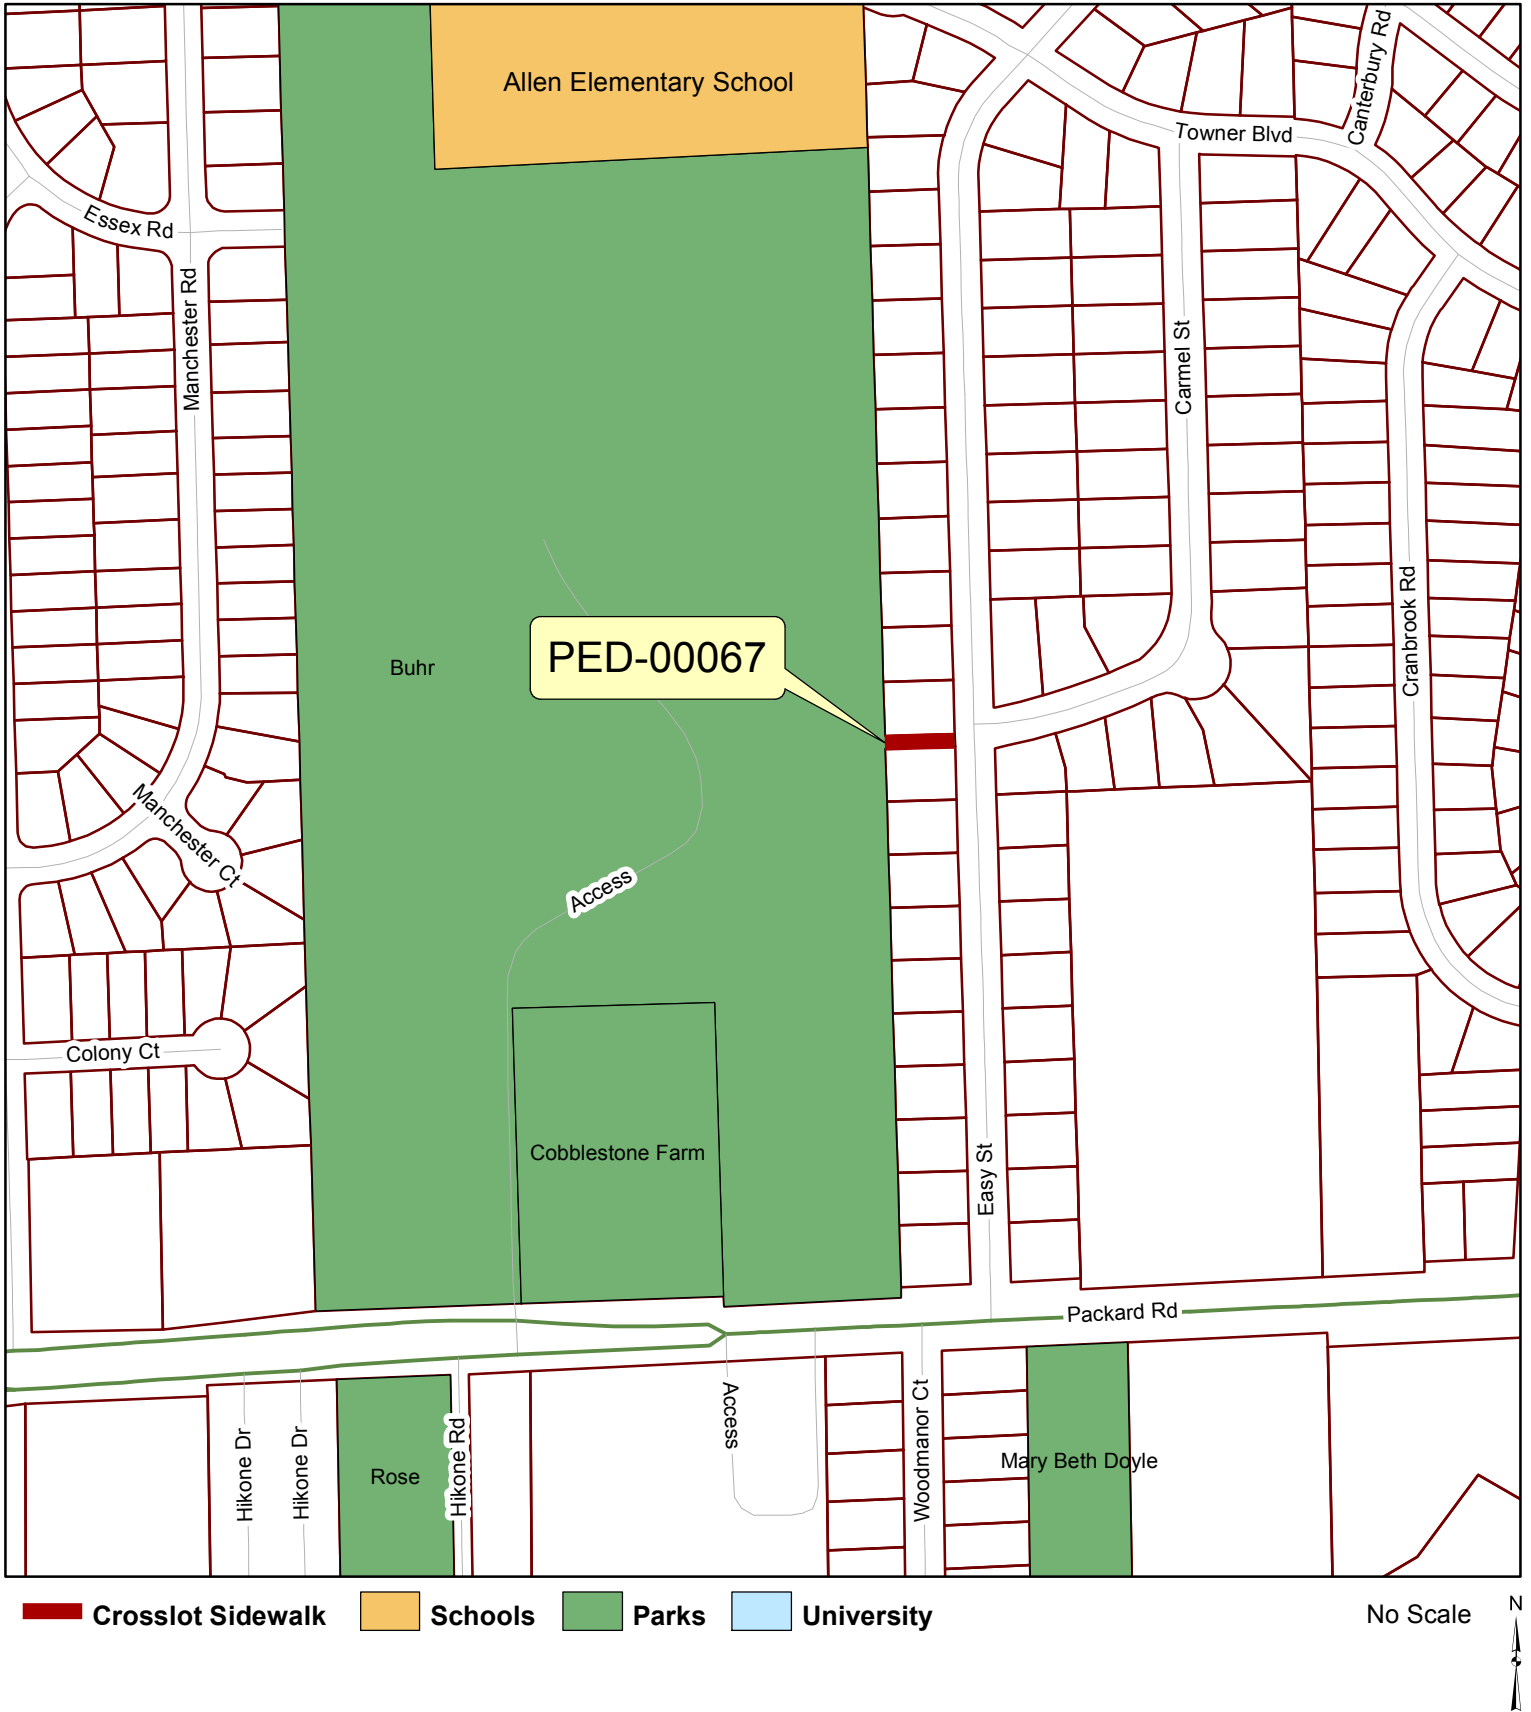 Allen Elementary School
Canterbury Rd
Towner Blvd
Essex Rd
Manchester Rd
Carmel St
Cranbrook Rd
Buhr
PED-00067
Manchester Ct
Access
Colony Ct
Cobblestone Farm
Easy St
Packard Rd
Hikone Dr
Hikone Dr
Rose
Hikone Rd
Access
Woodmanor Ct
Mary Beth Doyle
Crosslot Sidewalk
Schools
Parks
University
No Scale
N